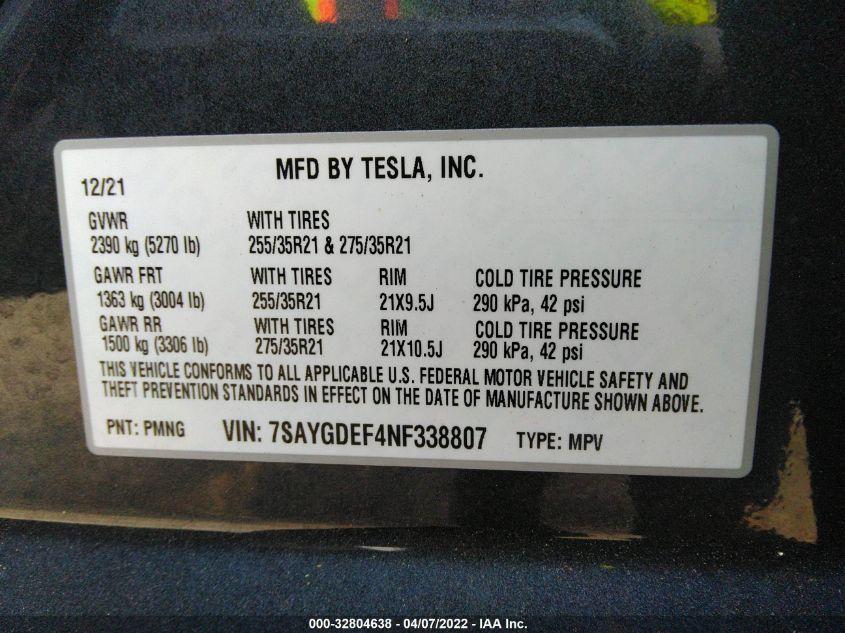 MFD BY TESLA, INC.
12/21
GVWR WITH TIRES
2390 kg (5270 lb) 255/35R21 & 275/35R21
GAWR FRT WITH TIRES RIM COLD TIRE PRESSURE
1363 kg (3004 lb) 255/35R21 21X9.5J 290 kPa, 42 psi
GAWR RR WITH TIRES RIM COLD TIRE PRESSURE
1500 kg (3306 lb) 275/35R21 21X10.5J 290 kPa, 42 psi
THIS VEHICLE CONFORMS TO ALL APPLICABLE U.S. FEDERAL MOTOR VEHICLE SAFETY AND
THEFT PREVENTION STANDARDS IN EFFECT ON THE DATE OF MANUFACTURE SHOWN ABOVE.
PNT: PMNG VIN: 7SAYGDEF4NF338807 TYPE: MPV
000-32804638 - 04/07/2022 - IAA Inc.